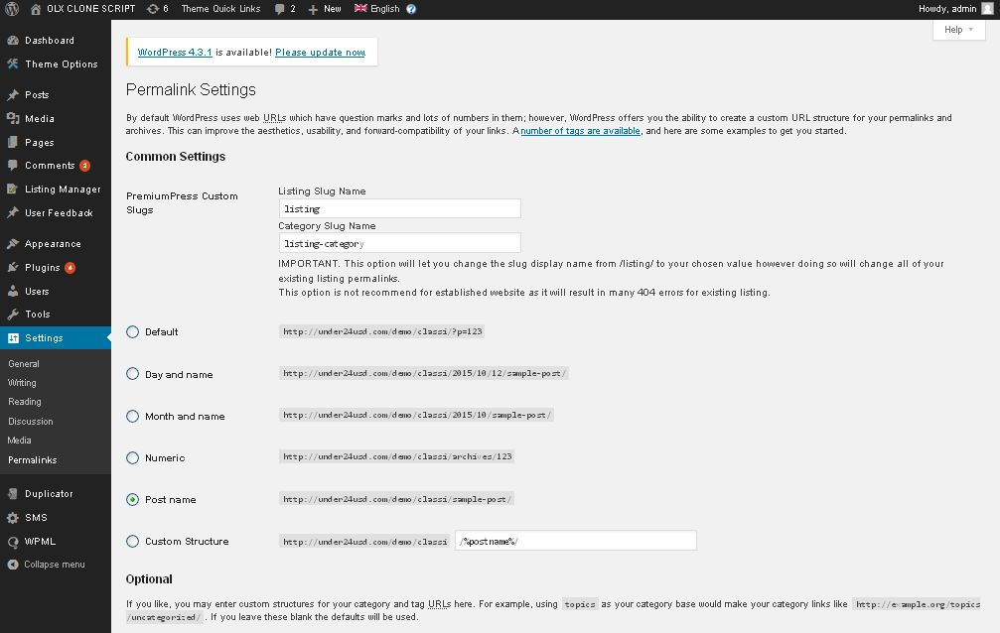 OLX CLONE SCRIPT 6 Theme Quick Links 2 New English Howdy, admin
Help
Dashboard
Theme Options
Posts
Media
Pages
Comments 2
Listing Manager
User Feedback
Appearance
Plugins 4
Users
Tools
Settings
General
Writing
Reading
Discussion
Media
Permalinks
Duplicator
SMS
WPML
Collapse menu
WordPress 4.3.1 is available! Please update now.
Permalink Settings
By default WordPress uses web URLs which have question marks and lots of numbers in them; however, WordPress offers you the ability to create a custom URL structure for your permalinks and
archives. This can improve the aesthetics, usability, and forward-compatibility of your links. A number of tags are available, and here are some examples to get you started.
Common Settings
PremiumPress Custom
Slugs
Listing Slug Name
listing
Category Slug Name
listing-category
IMPORTANT. This option will let you change the slug display name from /listing/ to your chosen value however doing so will change all of your
existing listing permalinks.
This option is not recommend for established website as it will result in many 404 errors for existing listing.
Default http://under24usd.com/demo/classi/?p=123
Day and name http://under24usd.com/demo/classi/2015/10/12/sample-post/
Month and name http://under24usd.com/demo/classi/2015/10/sample-post/
Numeric http://under24usd.com/demo/classi/archives/123
Post name http://under24usd.com/demo/classi/sample-post/
Custom Structure http://under24usd.com/demo/classi /%postname%/
Optional
If you like, you may enter custom structures for your category and tag URLs here. For example, using topics as your category base would make your category links like http://example.org/topics
/uncategorized/ . If you leave these blank the defaults will be used.